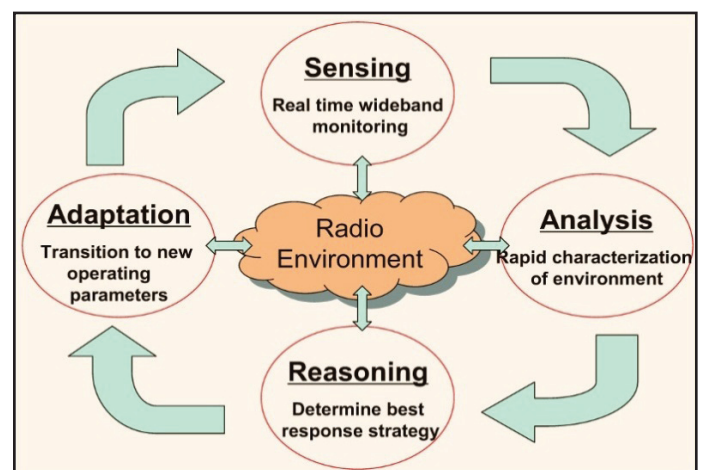 Sensing
Real time wideband
monitoring
Adaptation
Transition to new
operating
parameters
Radio
Environment
Analysis
Rapid characterization
of environment
Reasoning
Determine best
response strategy